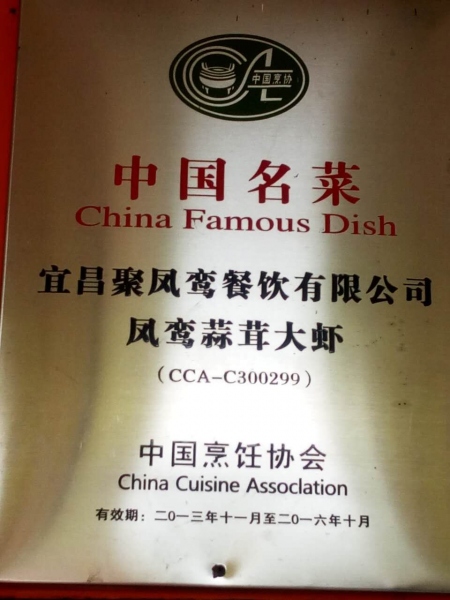 中国烹协
中国名菜
China Famous Dish
宜昌聚凤鸾餐饮有限公司
凤鸾蒜茸大虾
(CCA-C300299)
中国烹饪协会
China Cuisine Assoclation
有效期：二〇一三年十一月至二〇一六年十月